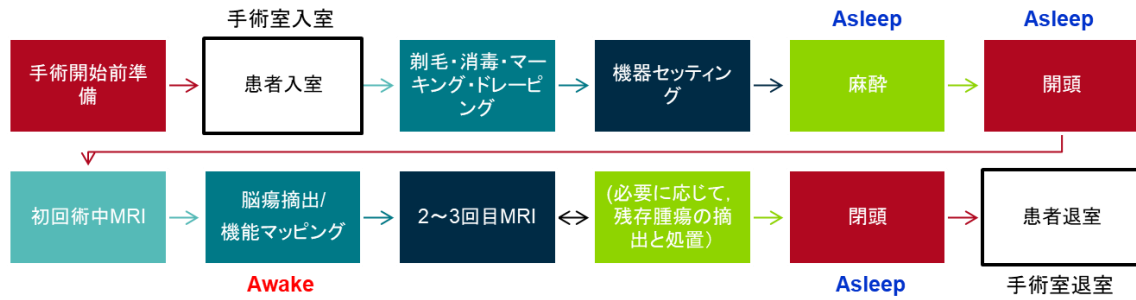 手術室入室
Asleep
Asleep
手術開始前準
備
患者入室
剃毛・消毒・マー
キング・ドレーピ
ング
機器セッティン
グ
麻酔
開頭
初回術中MRI
脳瘍摘出/
機能マッピング
2～3回目MRI
(必要に応じて,
残存腫瘍の摘
出と処置）
閉頭
患者退室
Awake
Asleep
手術室退室